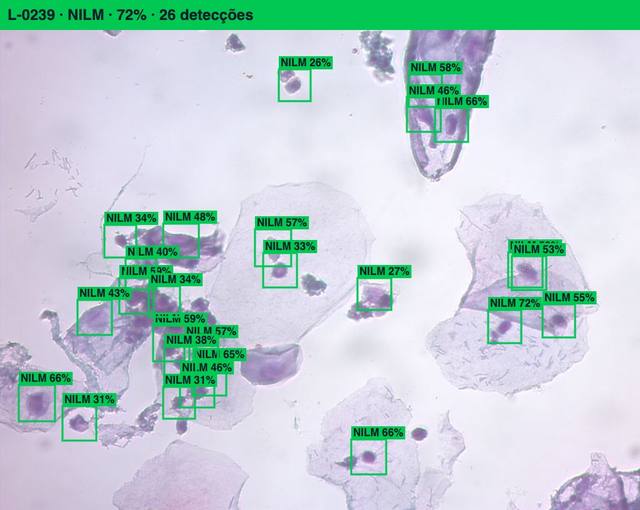 L-0239 · NILM · 72% · 26 detecções
NILM 26%
NILM 58%
NILM 46%
NILM 66%
NILM 34%
NILM 48%
NILM 57%
NILM 40%
NILM 33%
NILM 53%
NILM 59%
NILM 34%
NILM 27%
NILM 43%
NILM 72%
NILM 55%
NILM 59%
NILM 57%
NILM 38%
NILM 65%
NILM 46%
NILM 31%
NILM 66%
NILM 31%
NILM 66%